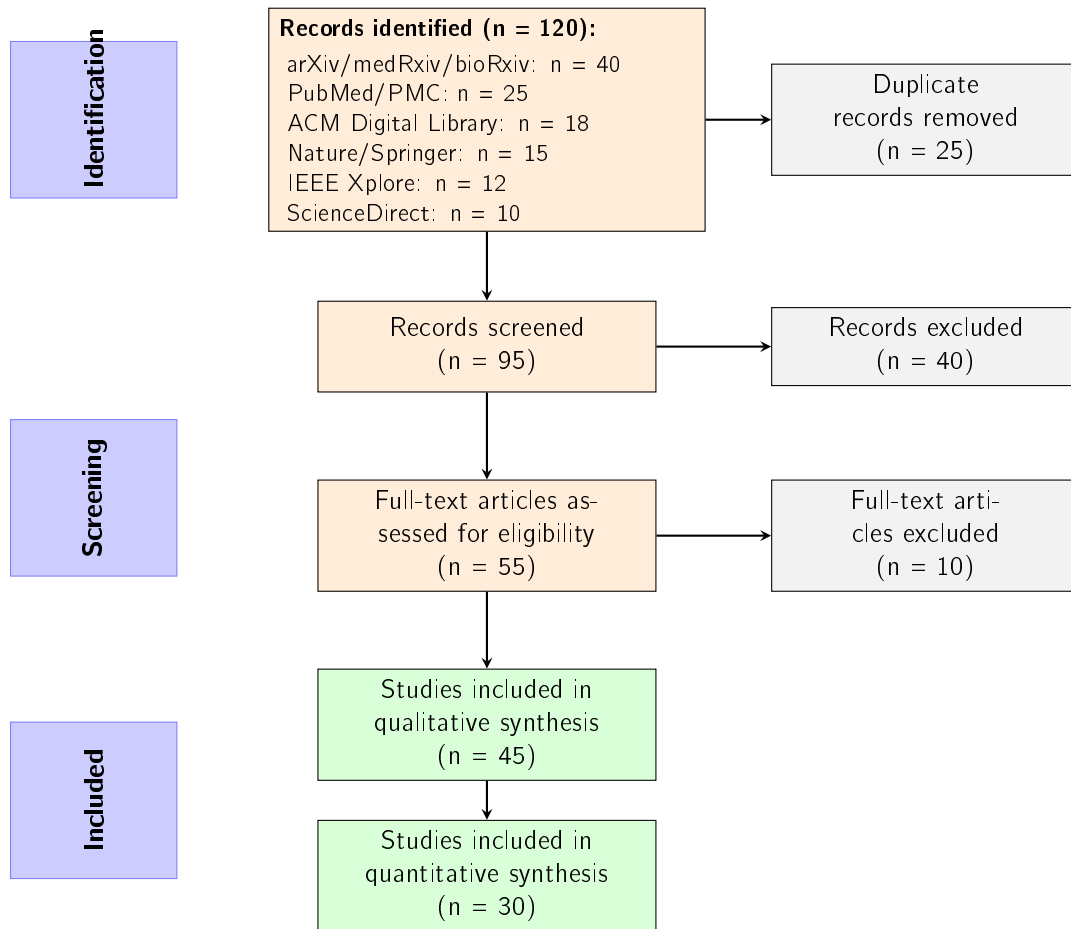 Identification
Records identified (n = 120):
arXiv/medRxiv/bioRxiv: n = 40
PubMed/PMC: n = 25
ACM Digital Library: n = 18
Nature/Springer: n = 15
IEEE Xplore: n = 12
ScienceDirect: n = 10
Duplicate
records removed
(n = 25)
Records screened
(n = 95)
Records excluded
(n = 40)
Screening
Full-text articles as-
sessed for eligibility
(n = 55)
Full-text arti-
cles excluded
(n = 10)
Included
Studies included in
qualitative synthesis
(n = 45)
Studies included in
quantitative synthesis
(n = 30)